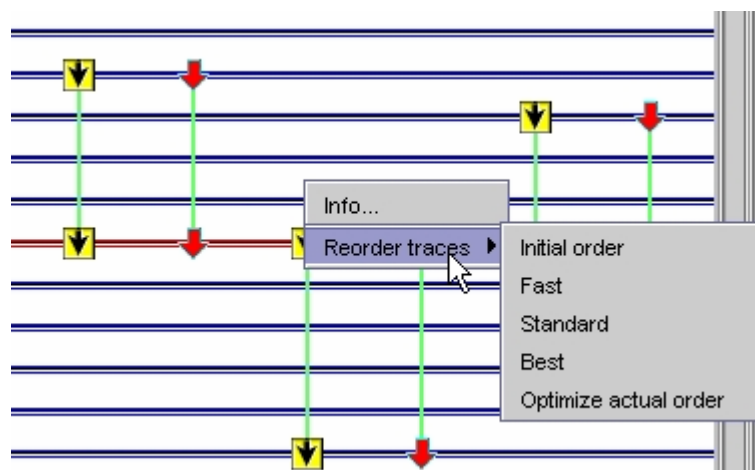 Info...
Reorder traces
Initial order
Fast
Standard
Best
Optimize actual order